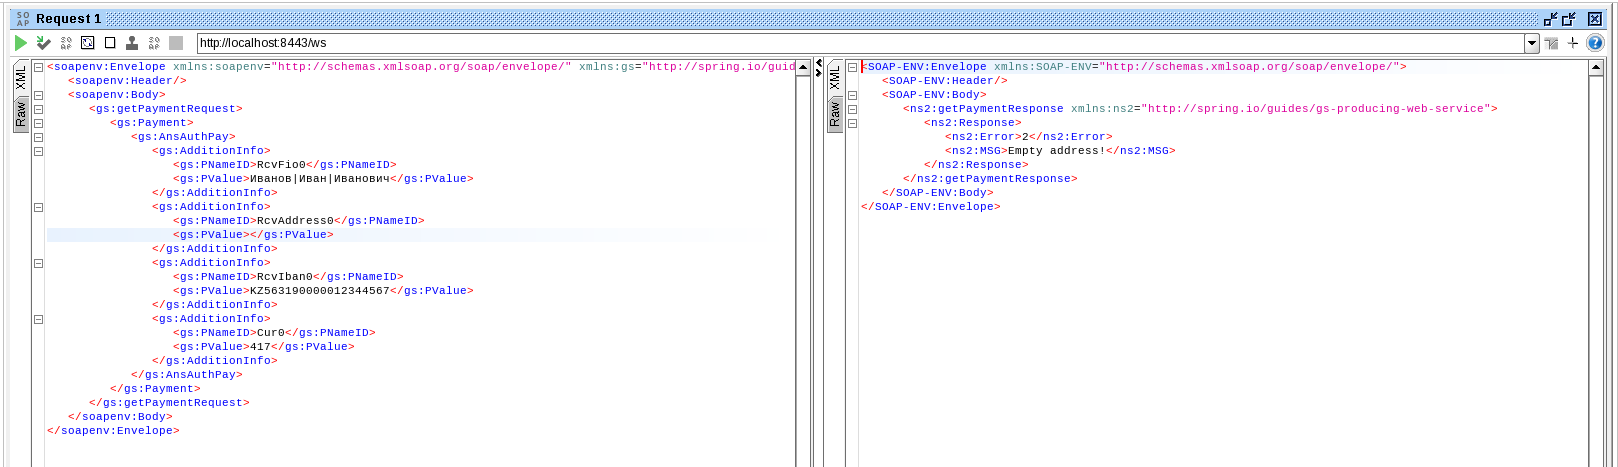 SO AP Request 1
http://localhost:8443/ws
XML
Raw
<soapenv:Envelope xmlns:soapenv="http://schemas.xmlsoap.org/soap/envelope/" xmlns:gs="http://spring.io/guid
<soapenv:Header/>
<soapenv:Body>
<gs:getPaymentRequest>
<gs:Payment>
<gs:AnsAuthPay>
<gs:AdditionInfo>
<gs:PNameID>RcvFio0</gs:PNameID>
<gs:PValue>Иванов|Иван|Иванович</gs:PValue>
</gs:AdditionInfo>
<gs:AdditionInfo>
<gs:PNameID>RcvAddress0</gs:PNameID>
<gs:PValue></gs:PValue>
</gs:AdditionInfo>
<gs:AdditionInfo>
<gs:PNameID>RcvIban0</gs:PNameID>
<gs:PValue>KZ563190000012344567</gs:PValue>
</gs:AdditionInfo>
<gs:AdditionInfo>
<gs:PNameID>Cur0</gs:PNameID>
<gs:PValue>417</gs:PValue>
</gs:AdditionInfo>
</gs:AnsAuthPay>
</gs:Payment>
</gs:getPaymentRequest>
</soapenv:Body>
</soapenv:Envelope>
XML
Raw
<SOAP-ENV:Envelope xmlns:SOAP-ENV="http://schemas.xmlsoap.org/soap/envelope/">
<SOAP-ENV:Header/>
<SOAP-ENV:Body>
<ns2:getPaymentResponse xmlns:ns2="http://spring.io/guides/gs-producing-web-service">
<ns2:Response>
<ns2:Error>2</ns2:Error>
<ns2:MSG>Empty address!</ns2:MSG>
</ns2:Response>
</ns2:getPaymentResponse>
</SOAP-ENV:Body>
</SOAP-ENV:Envelope>